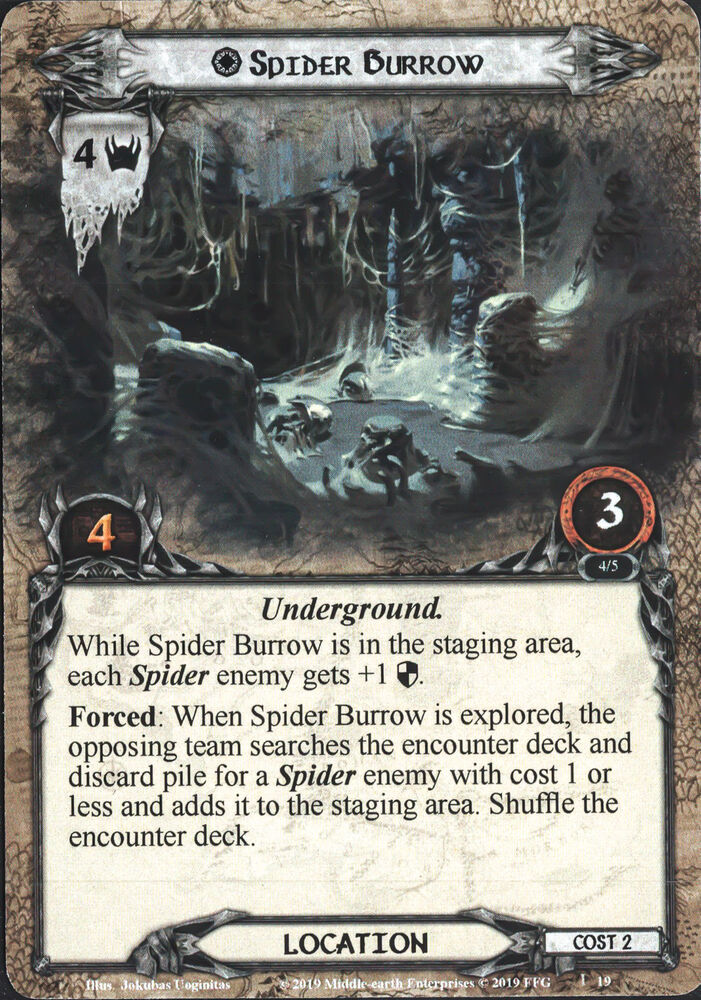 Spider Burrow
4
4
3
4/5
Underground.
While Spider Burrow is in the staging area,
each Spider enemy gets +1 .
Forced: When Spider Burrow is explored, the
opposing team searches the encounter deck and
discard pile for a Spider enemy with cost 1 or
less and adds it to the staging area. Shuffle the
encounter deck.
LOCATION
COST 2
Illus. Jokubas Uoginitas © 2019 Middle-earth Enterprises © 2019 FFG 19